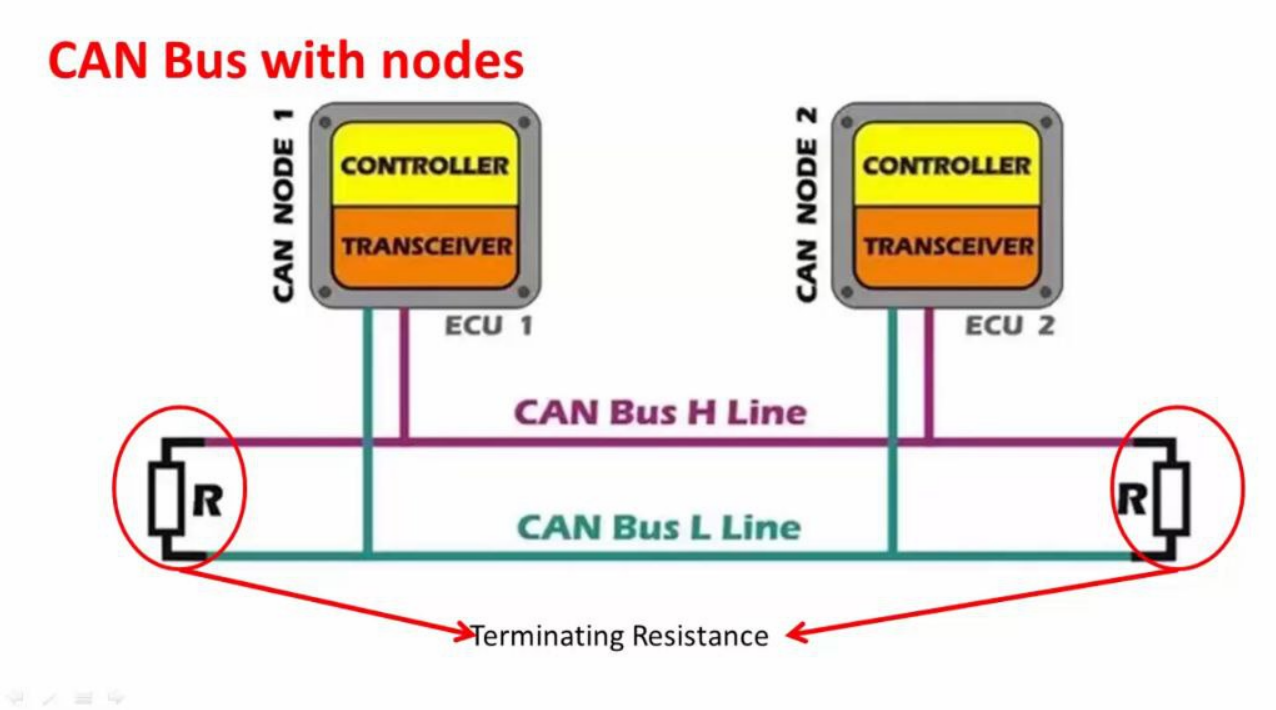 CAN Bus with nodes
CAN NODE 1
CONTROLLER
TRANSCEIVER
ECU 1
CAN NODE 2
CONTROLLER
TRANSCEIVER
ECU 2
CAN Bus H Line
R
R
CAN Bus L Line
Terminating Resistance